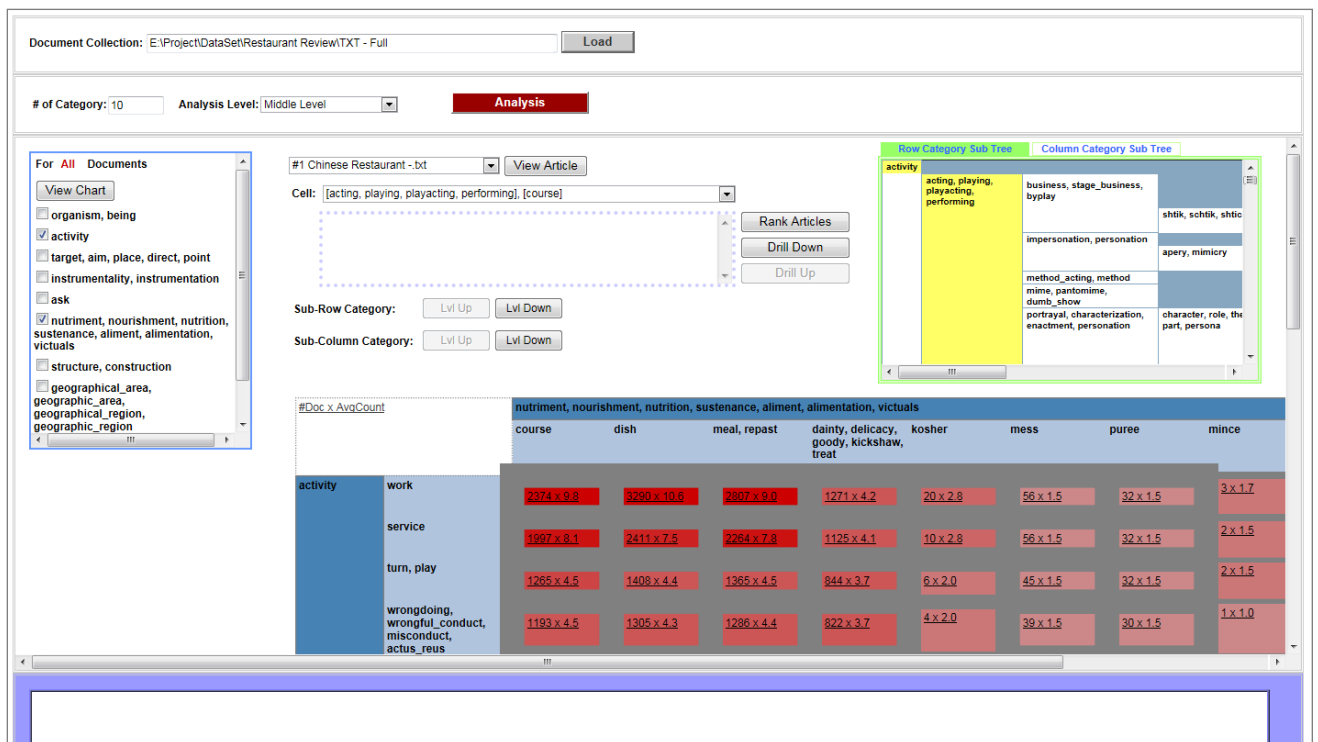 Document Collection: E:\Project\DataSet\Restaurant Review\TXT - Full Load
# of Category: 10 Analysis Level: Middle Level Analysis
For All Documents
View Chart
organism, being
activity
target, aim, place, direct, point
instrumentality, instrumentation
ask
nutriment, nourishment, nutrition,
sustenance, aliment, alimentation,
victuals
structure, construction
geographical_area,
geographic_area,
geographical_region,
geographic_region
#1 Chinese Restaurant -.txt View Article
Cell: [acting, playing, playacting, performing], [course]
Rank Articles
Drill Down
Drill Up
Sub-Row Category: Lvl Up Lvl Down
Sub-Column Category: Lvl Up Lvl Down
Row Category Sub Tree Column Category Sub Tree
activity
acting, playing,
playacting,
performing
business, stage_business,
byplay
shtik, schtik, shtic
impersonation, personation
apery, mimicry
method_acting, method
mime, pantomime,
dumb_show
portrayal, characterization,
enactment, personation
character, role, the
part, persona
#Doc x AvgCount
nutriment, nourishment, nutrition, sustenance, aliment, alimentation, victuals
course dish meal, repast dainty, delicacy, kosher mess puree mince
goody, kickshaw,
treat
activity work 2374 x 9.8 3290 x 10.6 2807 x 9.0 1271 x 4.2 20 x 2.8 56 x 1.5 32 x 1.5 3 x 1.7
service 1997 x 8.1 2411 x 7.5 2264 x 7.8 1125 x 4.1 10 x 2.8 56 x 1.5 32 x 1.5 2 x 1.5
turn, play 1265 x 4.5 1408 x 4.4 1365 x 4.5 844 x 3.7 6 x 2.0 45 x 1.5 32 x 1.5 2 x 1.5
wrongdoing,
wrongful_conduct, 1193 x 4.5 1305 x 4.3 1286 x 4.4 822 x 3.7 4 x 2.0 39 x 1.5 30 x 1.5 1 x 1.0
misconduct,
actus_reus